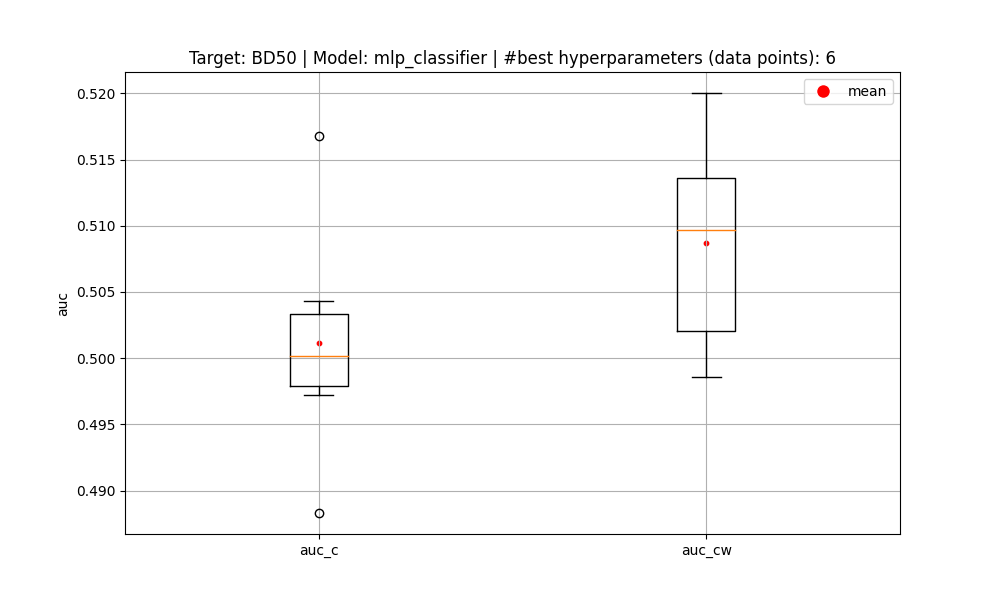 Target: BD50 | Model: mlp_classifier | #best hyperparameters (data points): 6
mean
0.520
0.515
0.510
0.505
0.500
0.495
0.490
auc
auc_c
auc_cw